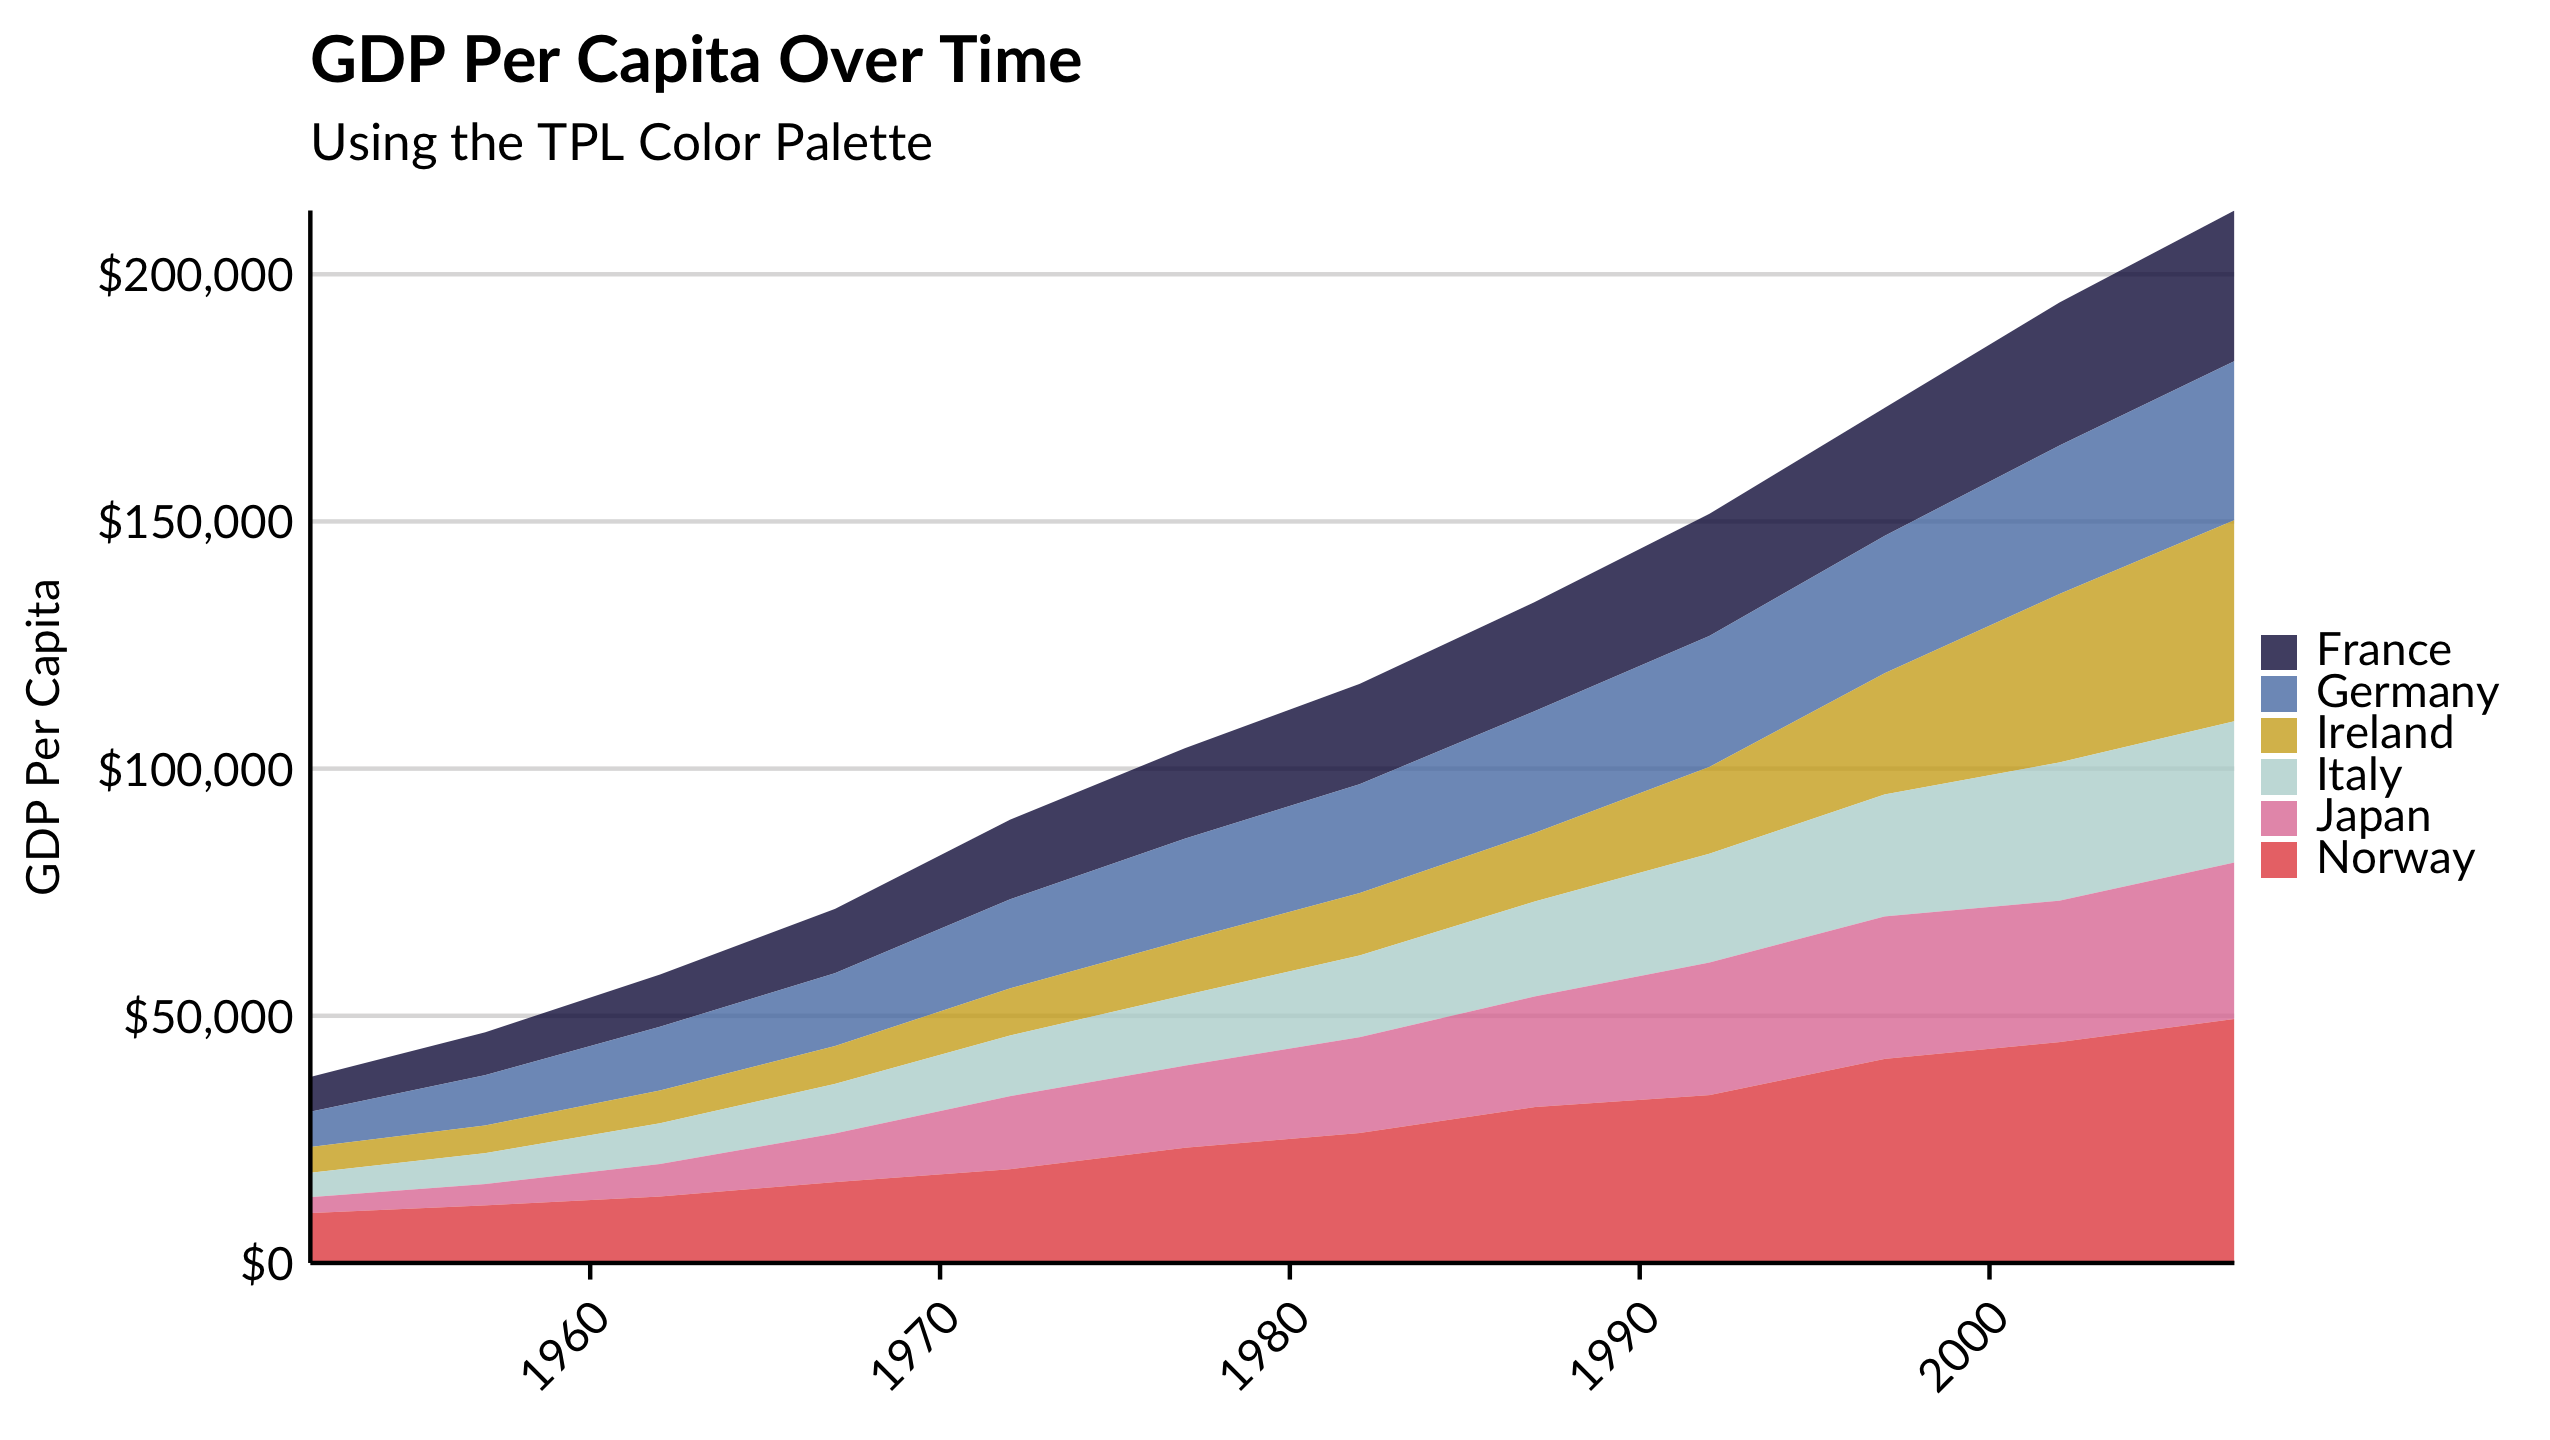 GDP Per Capita Over Time
Using the TPL Color Palette
GDP Per Capita
$200,000
$150,000
$100,000
$50,000
$0
1960
1970
1980
1990
2000
France
Germany
Ireland
Italy
Japan
Norway